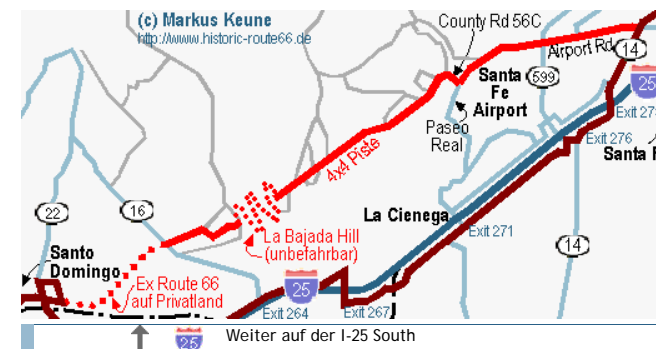 (c) Markus Keune
http://www.historic-route66.de
County Rd 56C
Airport Rd
14
599
Santa
Fe
Airport
25
Exit 276
Paseo
Real
Santa
4x4 Piste
22
16
La Cienega
Exit 271
14
La Bajada Hill
(unbefahrbar)
Santo
Domingo
Ex Route 66
auf Privatland
25
Exit 264
Exit 267
25
Weiter auf der I-25 South